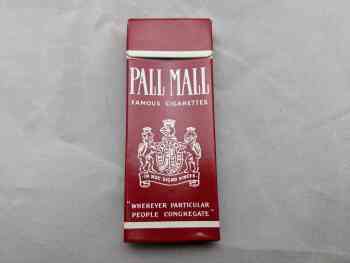 PALL MALL
FAMOUS CIGARETTES
IN HOC SIGNO VINCES
"WHEREVER PARTICULAR
PEOPLE CONGREGATE"